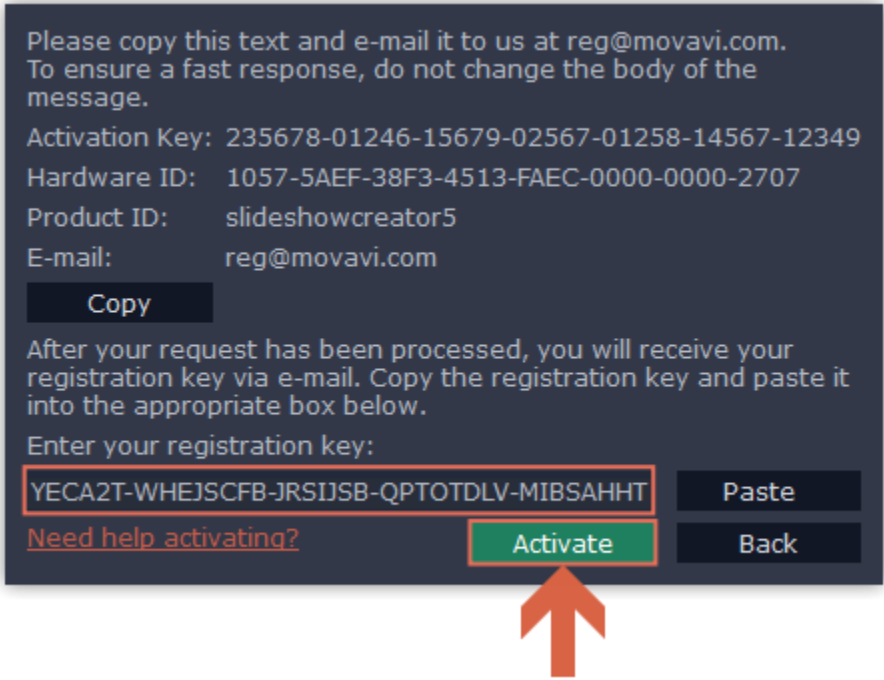 Please copy this text and e-mail it to us at reg@movavi.com.
To ensure a fast response, do not change the body of the
message.
Activation Key: 235678-01246-15679-02567-01258-14567-12349
Hardware ID: 1057-5AEF-38F3-4513-FAEC-0000-0000-2707
Product ID: slideshowcreator5
E-mail: reg@movavi.com
Copy
After your request has been processed, you will receive your
registration key via e-mail. Copy the registration key and paste it
into the appropriate box below.
Enter your registration key:
YECA2T-WHEJSCFB-JRSIJSB-QPTOTDLV-MIBSAHHT Paste
Need help activating? Activate Back